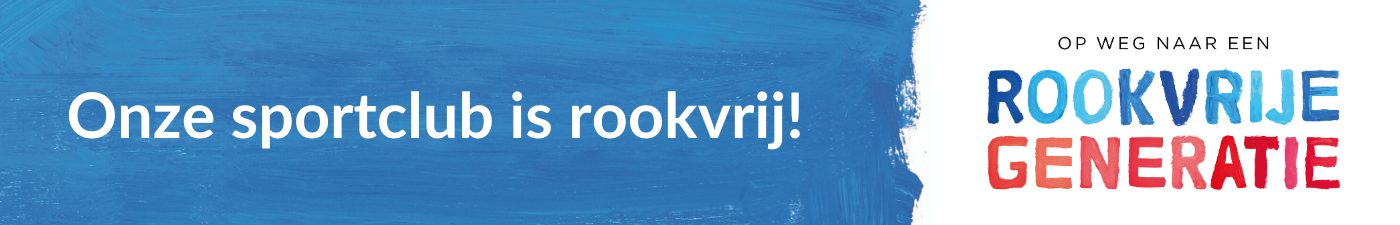 Onze sportclub is rookvrij!
OP WEG NAAR EEN
ROOKVRIJE
GENERATIE